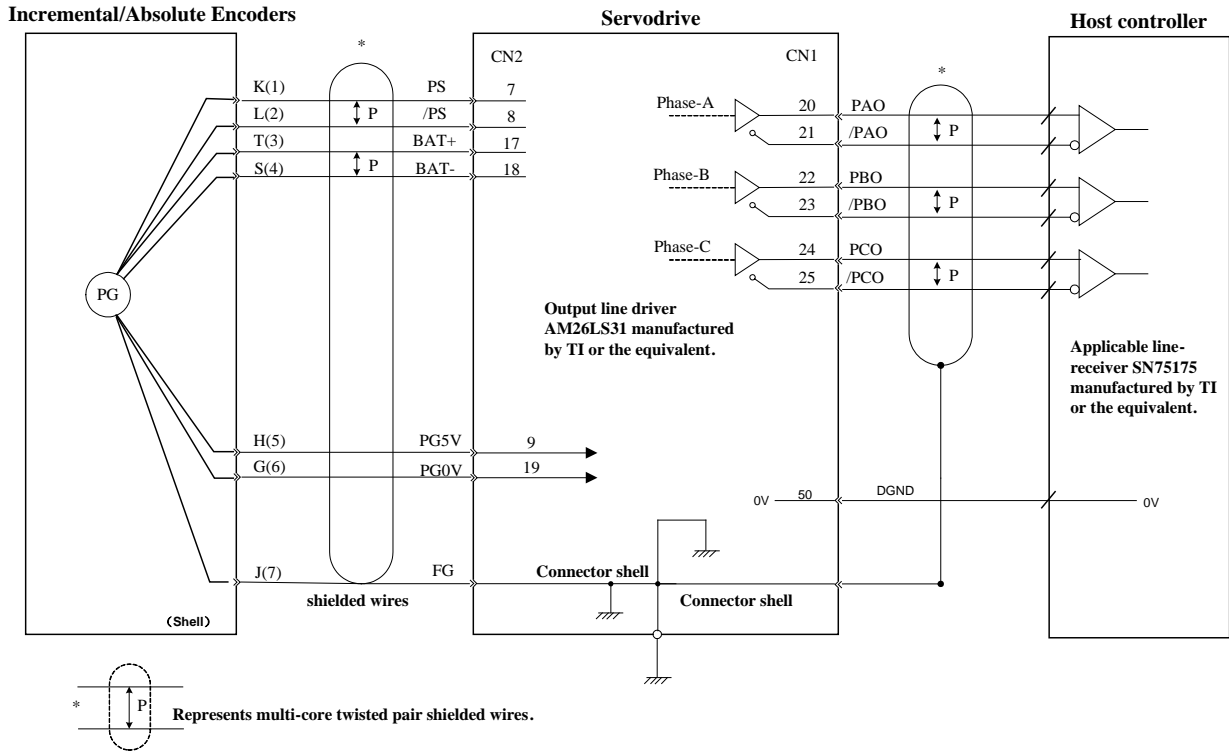 Incremental/Absolute Encoders
Servodrive
Host controller
*
CN2
CN1
*
K(1) PS 7
L(2) P /PS 8
T(3) BAT+ 17
S(4) P BAT- 18
Phase-A 20 PAO
21 /PAO P
Phase-B 22 PBO
23 /PBO P
Phase-C 24 PCO
25 /PCO P
PG
Output line driver
AM26LS31 manufactured
by TI or the equivalent.
Applicable line-
receiver SN75175
manufactured by TI
or the equivalent.
H(5) PG5V 9
G(6) PG0V 19
0V 50 DGND 0V
J(7) FG Connector shell
shielded wires Connector shell
(Shell)
* P Represents multi-core twisted pair shielded wires.